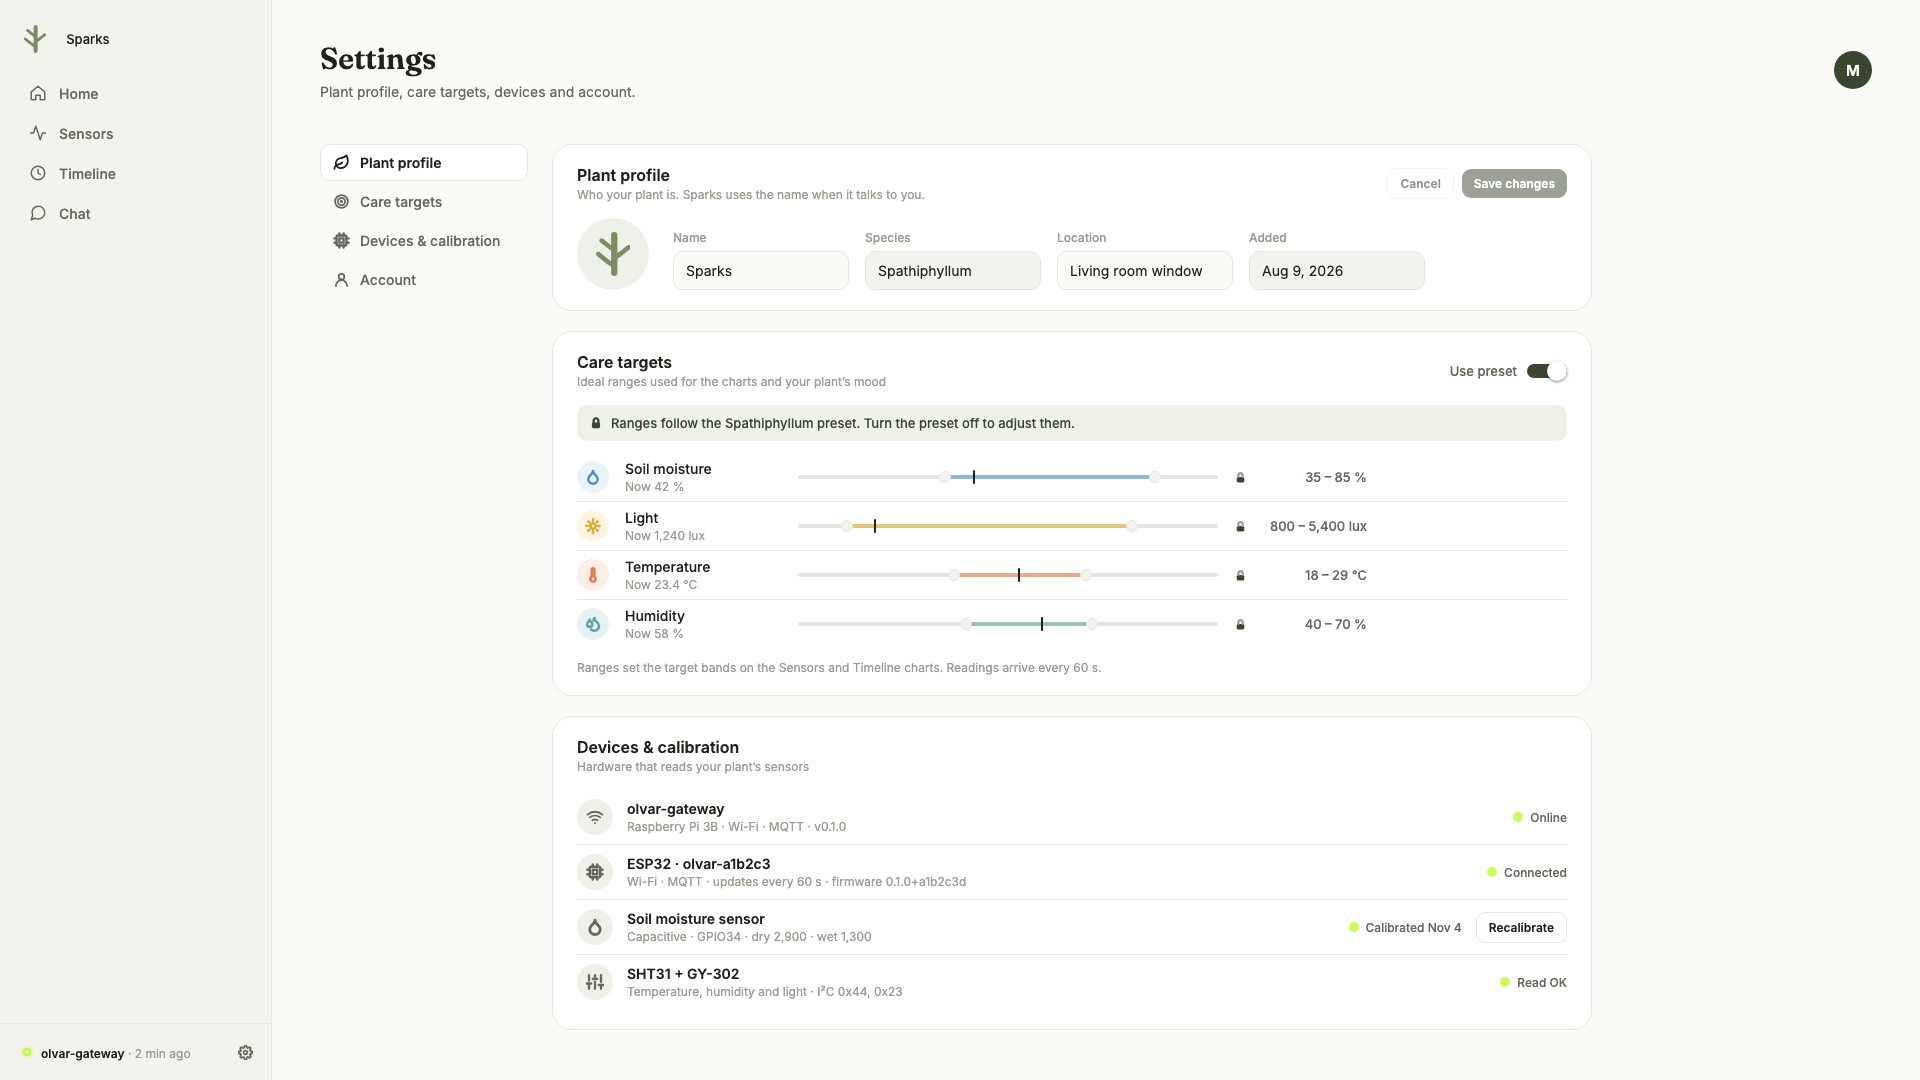 Sparks
Home
Sensors
Timeline
Chat
olvar-gateway · 2 min ago
Settings
Plant profile, care targets, devices and account.
M
Plant profile
Care targets
Devices & calibration
Account
Plant profile
Who your plant is. Sparks uses the name when it talks to you.
Cancel
Save changes
Name
Sparks
Species
Spathiphyllum
Location
Living room window
Added
Aug 9, 2026
Care targets
Ideal ranges used for the charts and your plant’s mood
Use preset
Ranges follow the Spathiphyllum preset. Turn the preset off to adjust them.
Soil moisture
Now 42 %
35 – 85 %
Light
Now 1,240 lux
800 – 5,400 lux
Temperature
Now 23.4 °C
18 – 29 °C
Humidity
Now 58 %
40 – 70 %
Ranges set the target bands on the Sensors and Timeline charts. Readings arrive every 60 s.
Devices & calibration
Hardware that reads your plant’s sensors
olvar-gateway
Raspberry Pi 3B · Wi-Fi · MQTT · v0.1.0
Online
ESP32 · olvar-a1b2c3
Wi-Fi · MQTT · updates every 60 s · firmware 0.1.0+a1b2c3d
Connected
Soil moisture sensor
Capacitive · GPIO34 · dry 2,900 · wet 1,300
Calibrated Nov 4
Recalibrate
SHT31 + GY-302
Temperature, humidity and light · I²C 0x44, 0x23
Read OK